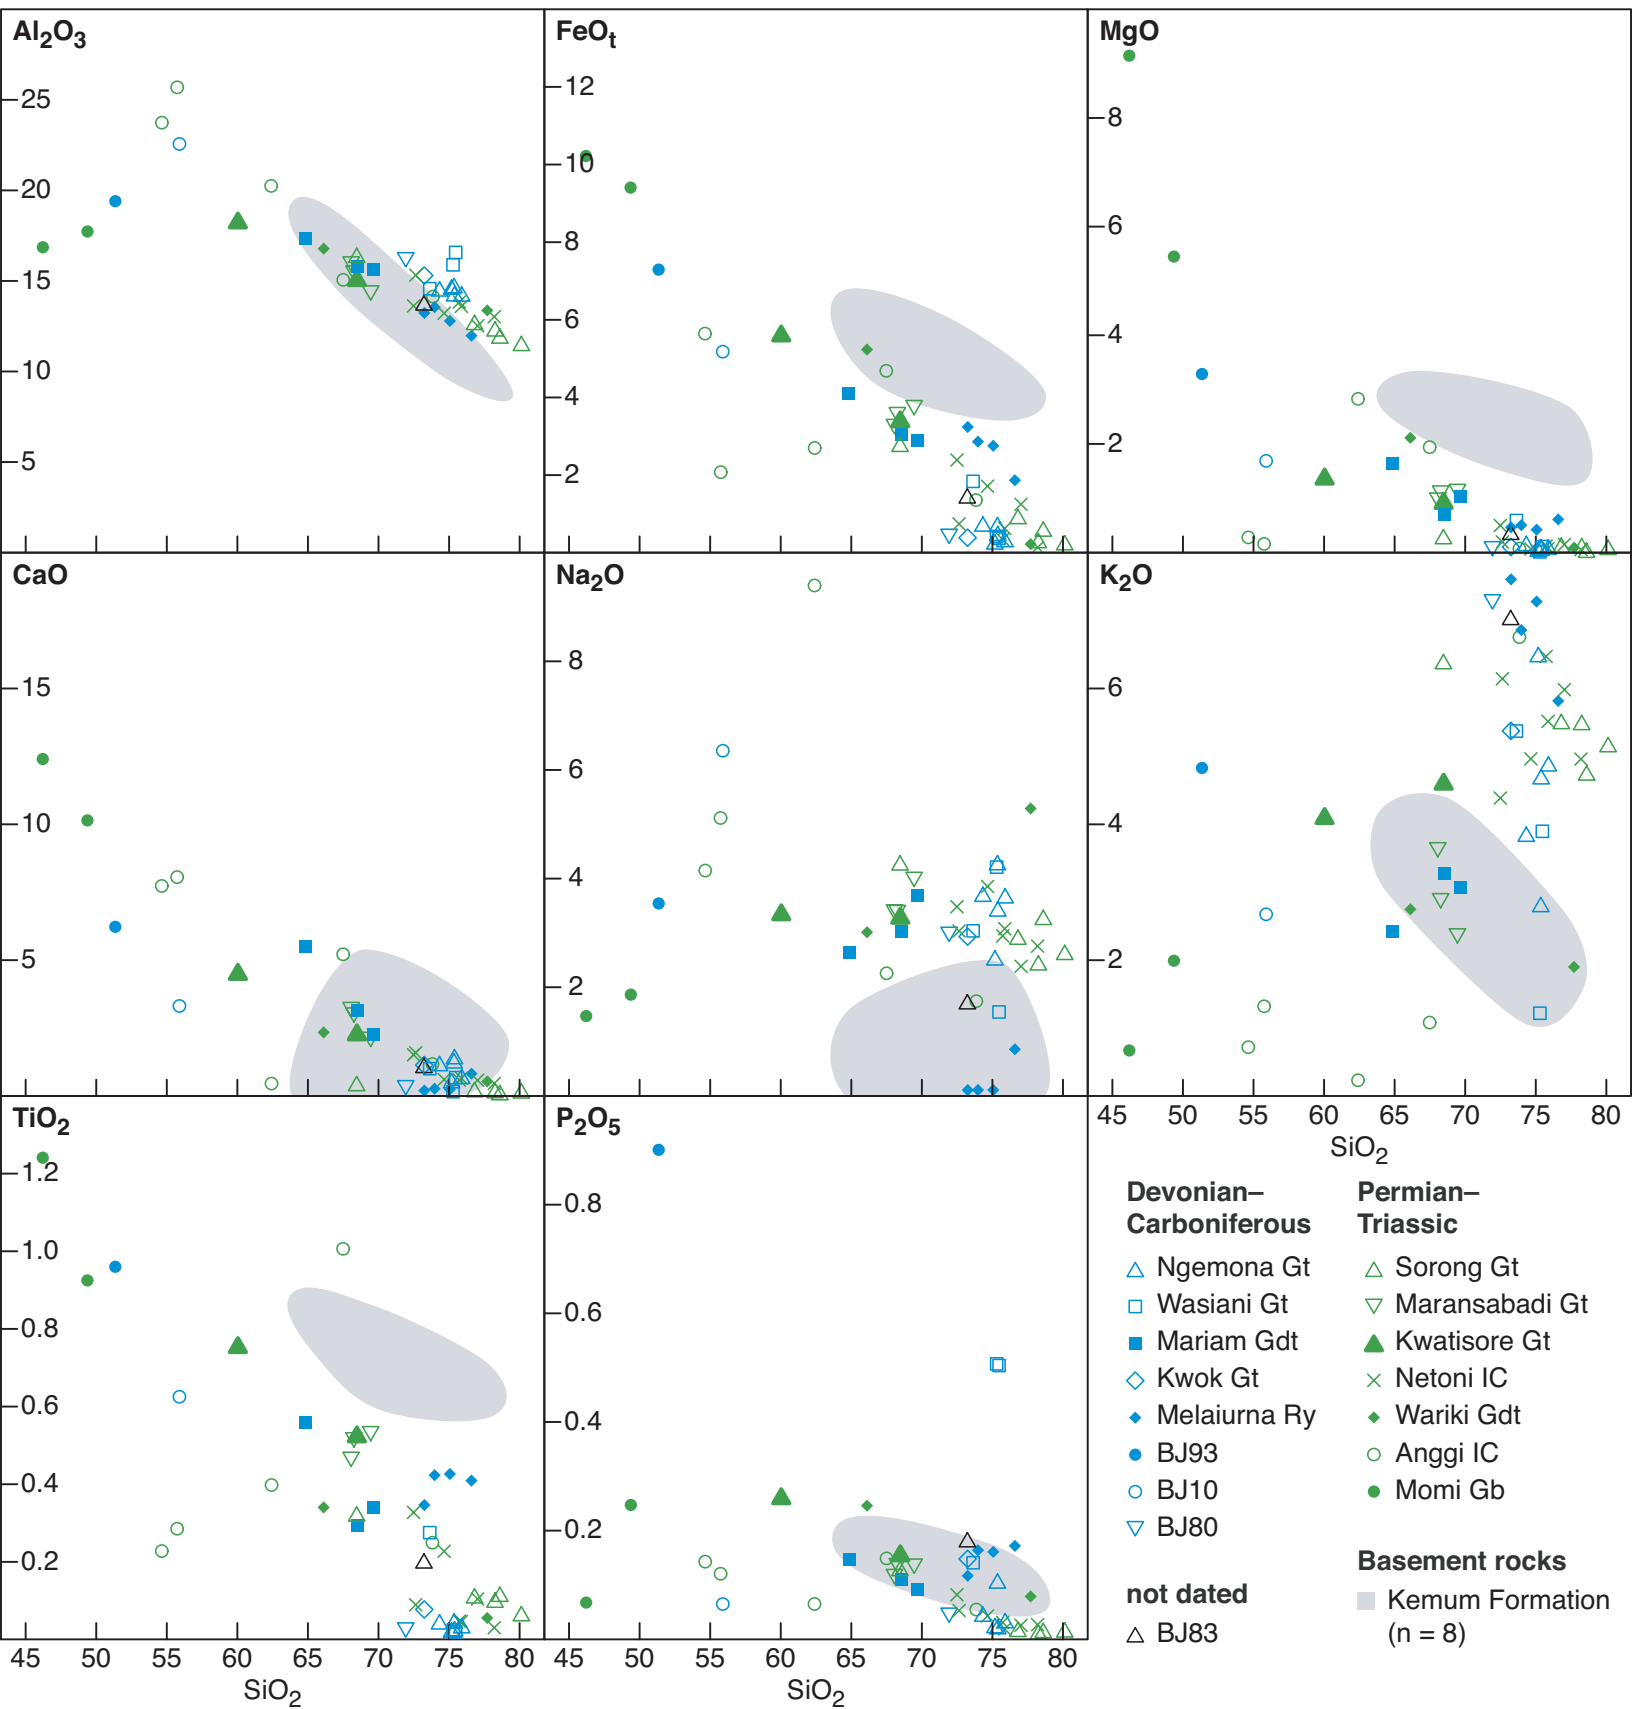 Al2O3
25
20
15
10
5
FeOt
12
10
8
6
4
2
MgO
8
6
4
2
CaO
15
10
5
Na2O
8
6
4
2
K2O
6
4
2
45 50 55 60 65 70 75 80
SiO2
TiO2
1.2
1.0
0.8
0.6
0.4
0.2
45 50 55 60 65 70 75 80
SiO2
P2O5
0.8
0.6
0.4
0.2
45 50 55 60 65 70 75 80
SiO2
Devonian–
Carboniferous
Ngemona Gt
Wasiani Gt
Mariam Gdt
Kwok Gt
Melaiurna Ry
BJ93
BJ10
BJ80
not dated
BJ83
Permian–
Triassic
Sorong Gt
Maransabadi Gt
Kwatisore Gt
Netoni IC
Wariki Gdt
Anggi IC
Momi Gb
Basement rocks
Kemum Formation
(n = 8)